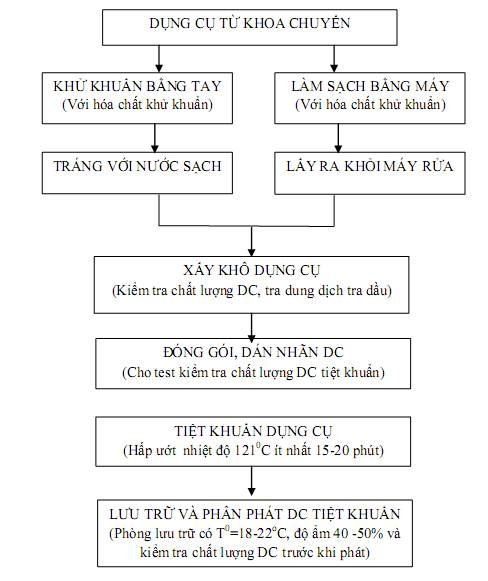 DỤNG CỤ TỪ KHOA CHUYÊN
KHỬ KHUẨN BẰNG TAY
(Với hóa chất khử khuẩn)
LÀM SẠCH BẰNG MÁY
(Với hóa chất khử khuẩn)
TRÁNG VỚI NƯỚC SẠCH
LẤY RA KHỎI MÁY RỬA
XẤY KHÔ DỤNG CỤ
(Kiểm tra chất lượng DC, tra dung dịch tra dầu)
ĐÓNG GÓI, DÁN NHÃN DC
(Cho test kiểm tra chất lượng DC tiệt khuẩn)
TIỆT KHUẨN DỤNG CỤ
(Hấp ướt nhiệt độ 121⁰C ít nhất 15-20 phút)
LƯU TRỮ VÀ PHÂN PHÁT DC TIỆT KHUẨN
(Phòng lưu trữ có T⁰=18-22ºC, độ ẩm 40 -50% và
kiểm tra chất lượng DC trước khi phát)